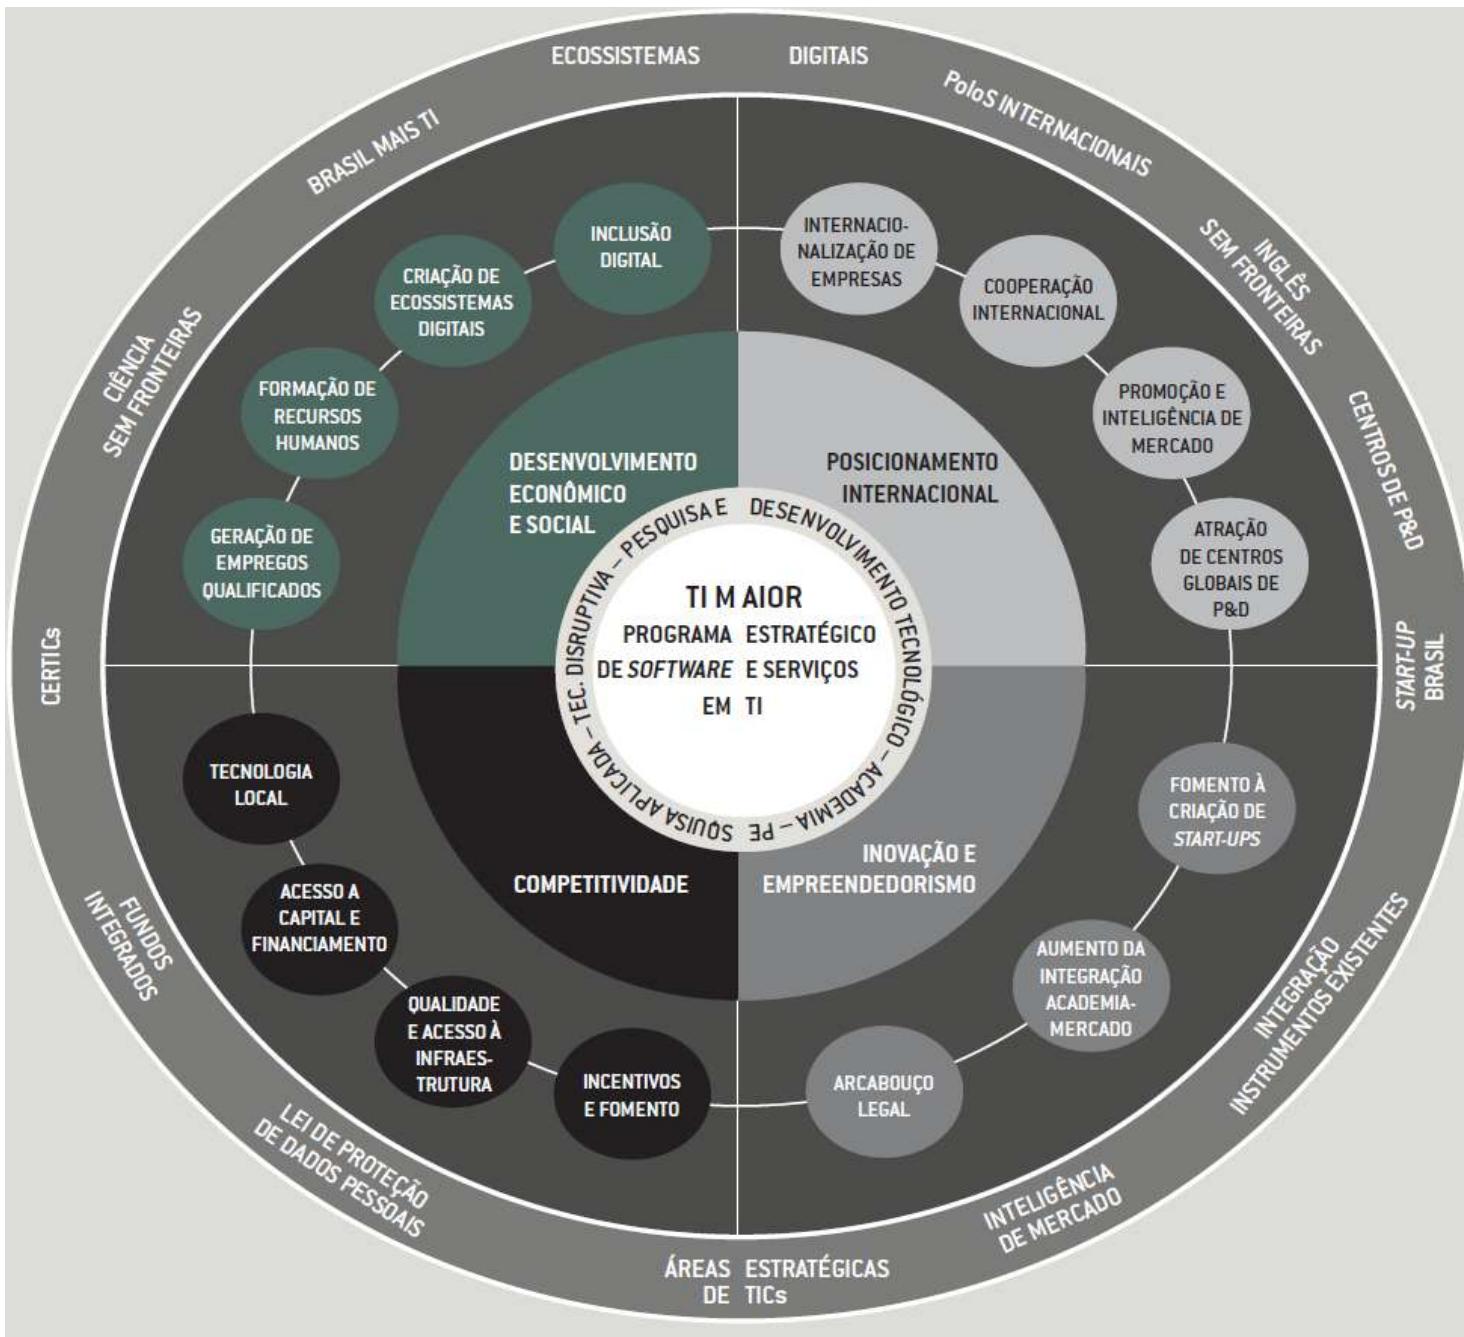 ECOSSISTEMAS DIGITAIS
PoloS INTERNACIONAIS
INGLÊS
SEM FRONTEIRAS
CENTROS DE P&D
START-UP
BRASIL
INTEGRAÇÃO
INSTRUMENTOS EXISTENTES
INTELIGÊNCIA
DE MERCADO
ÁREAS ESTRATÉGICAS
DE TICs
LEI DE PROTEÇÃO
DE DADOS PESSOAIS
FUNDOS
INTEGRADOS
CERTICs
CIÊNCIA
SEM FRONTEIRAS
BRASIL MAIS TI
INCLUSÃO
DIGITAL
CRIAÇÃO DE
ECOSSISTEMAS
DIGITAIS
FORMAÇÃO DE
RECURSOS
HUMANOS
GERAÇÃO DE
EMPREGOS
QUALIFICADOS
INTERNACIO-
NALIZAÇÃO DE
EMPRESAS
COOPERAÇÃO
INTERNACIONAL
PROMOÇÃO E
INTELIGÊNCIA DE
MERCADO
ATRAÇÃO
DE CENTROS
GLOBAIS DE
P&D
DESENVOLVIMENTO
ECONÔMICO
E SOCIAL
POSICIONAMENTO
INTERNACIONAL
TEC. DISRUPTIVA – PESQUISA E DESENVOLVIMENTO TECNOLÓGICO – ACADEMIA – PE SQUISA APLICADA –
TI M AIOR
PROGRAMA ESTRATÉGICO
DE SOFTWARE E SERVIÇOS
EM TI
COMPETITIVIDADE
INOVAÇÃO E
EMPREENDEDORISMO
TECNOLOGIA
LOCAL
ACESSO A
CAPITAL E
FINANCIAMENTO
QUALIDADE
E ACESSO À
INFRAES-
TRUTURA
INCENTIVOS
E FOMENTO
FOMENTO À
CRIAÇÃO DE
START-UPS
AUMENTO DA
INTEGRAÇÃO
ACADEMIA-
MERCADO
ARCABOUÇO
LEGAL